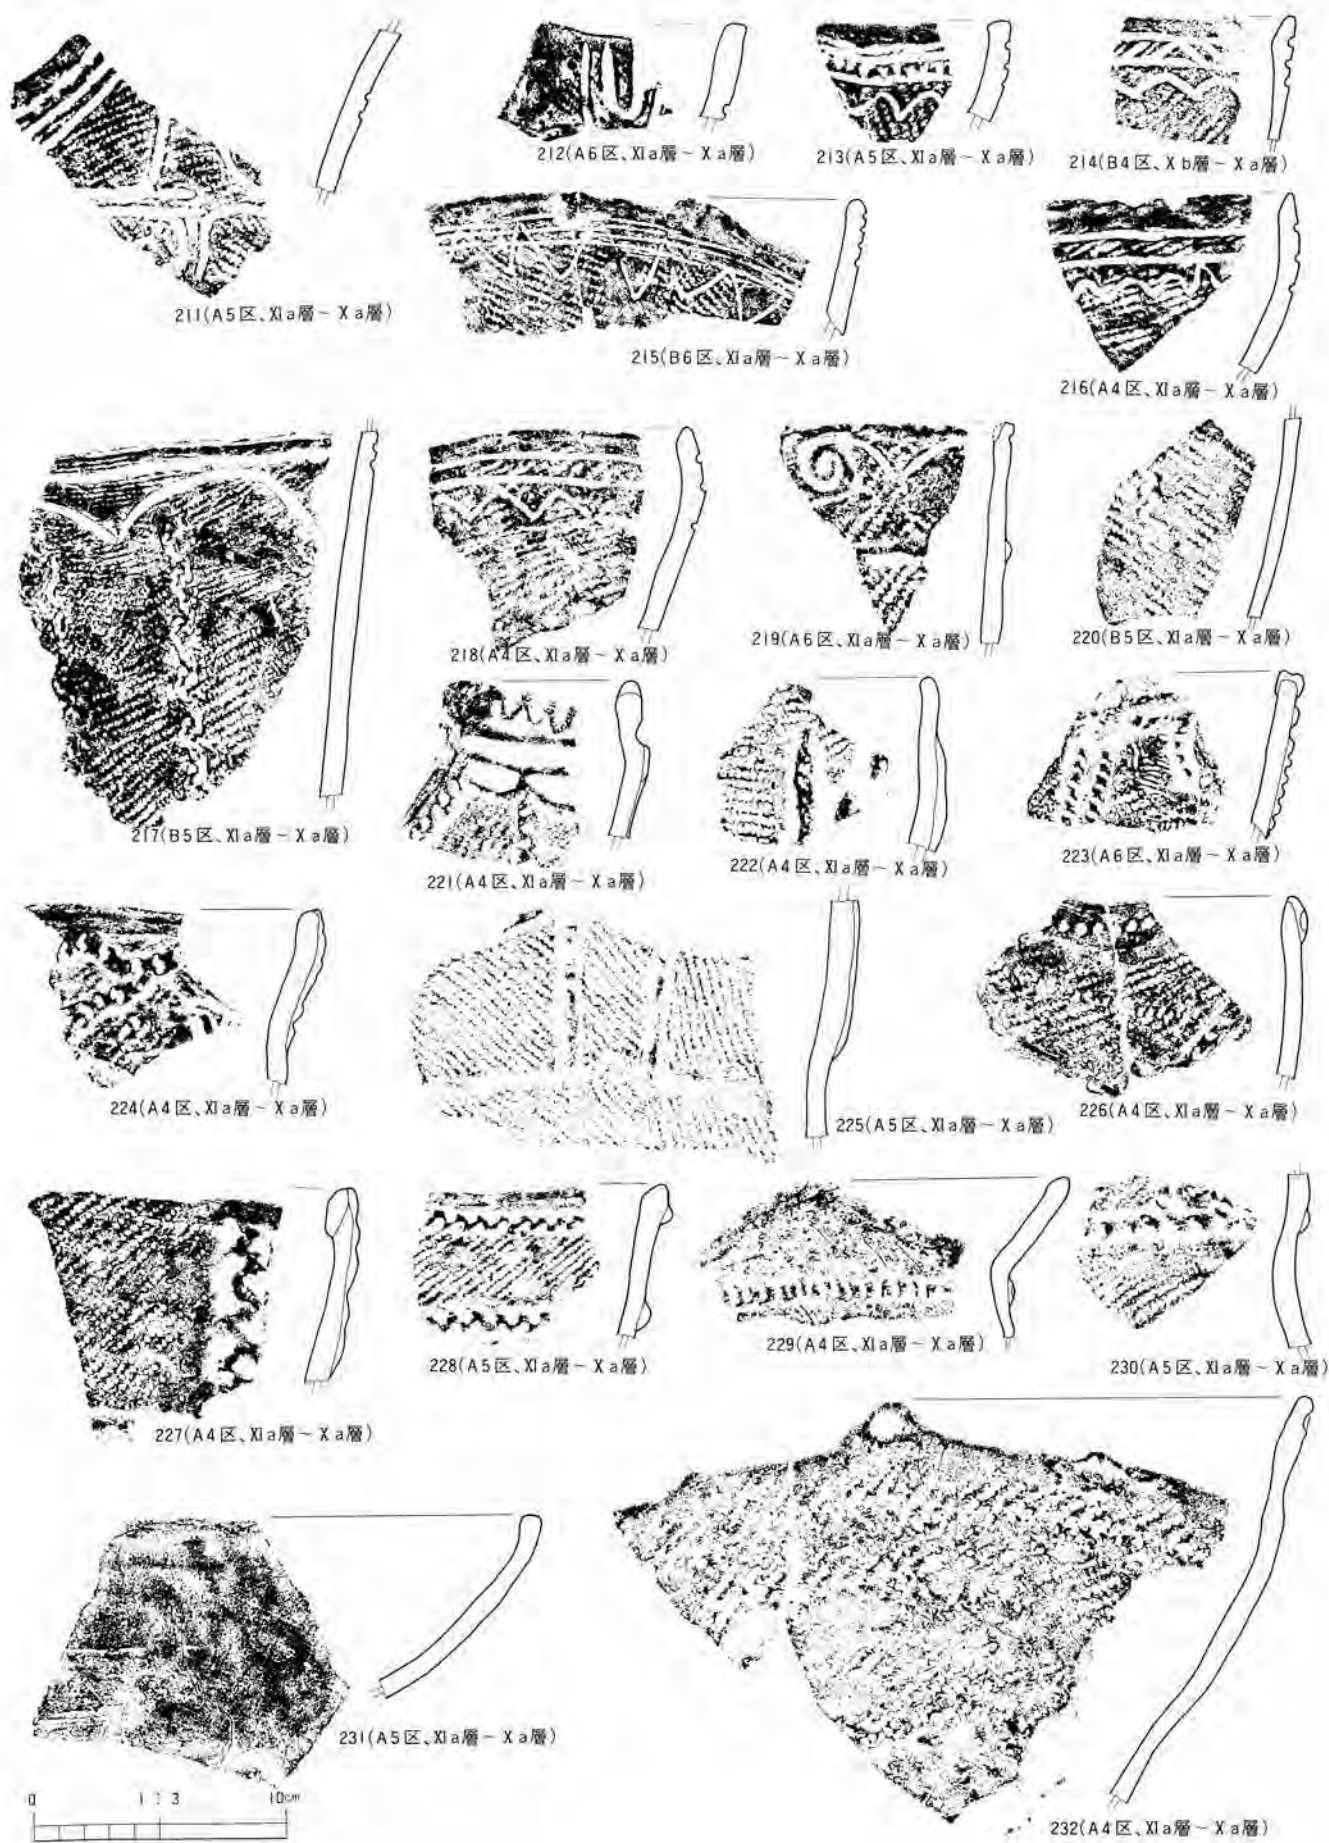 212(A6区、XIa層~Xa層)
213(A5区、XIa層~Xa層)
214(B4区、Xb層~Xa層)
211(A5区、XIa層~Xa層)
215(B6区、XIa層~Xa層)
216(A4区、XIa層~Xa層)
217(B5区、XIa層~Xa層)
218(A4区、XIa層~Xa層)
219(A6区、XIa層~Xa層)
220(B5区、XIa層~Xa層)
221(A4区、XIa層~Xa層)
222(A4区、XIa層~Xa層)
223(A6区、XIa層~Xa層)
224(A4区、XIa層~Xa層)
225(A5区、XIa層~Xa層)
226(A4区、XIa層~Xa層)
227(A4区、XIa層~Xa層)
228(A5区、XIa層~Xa層)
229(A4区、XIa層~Xa層)
230(A5区、XIa層~Xa層)
231(A5区、XIa層~Xa層)
232(A4区、XIa層~Xa層)
0 1:3 10cm